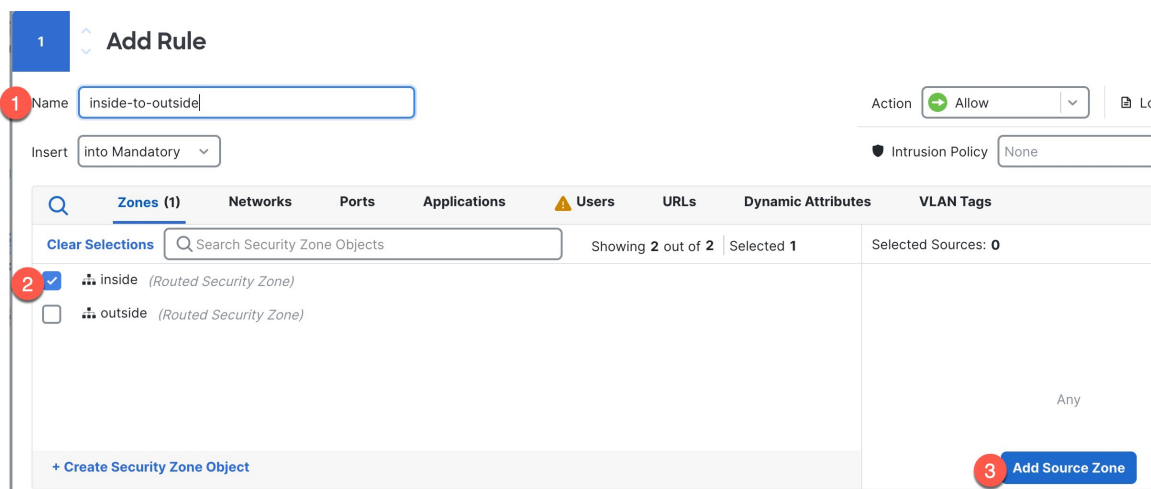 1 Add Rule
1 Name inside-to-outside Action Allow
Insert into Mandatory Intrusion Policy None
Zones (1) Networks Ports Applications Users URLs Dynamic Attributes VLAN Tags
Clear Selections Search Security Zone Objects Showing 2 out of 2 Selected 1 Selected Sources: 0
2 inside (Routed Security Zone)
outside (Routed Security Zone)
Any
+ Create Security Zone Object 3 Add Source Zone